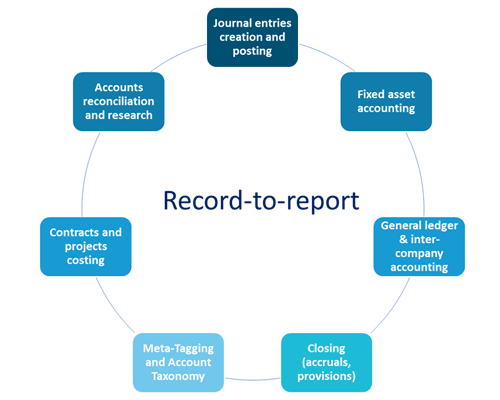 Journal entries
creation and
posting
Fixed asset
accounting
General ledger
& inter-
company
accounting
Closing
(accruals,
provisions)
Meta-Tagging
and Account
Taxonomy
Contracts and
projects
costing
Accounts
reconciliation
and research
Record-to-report